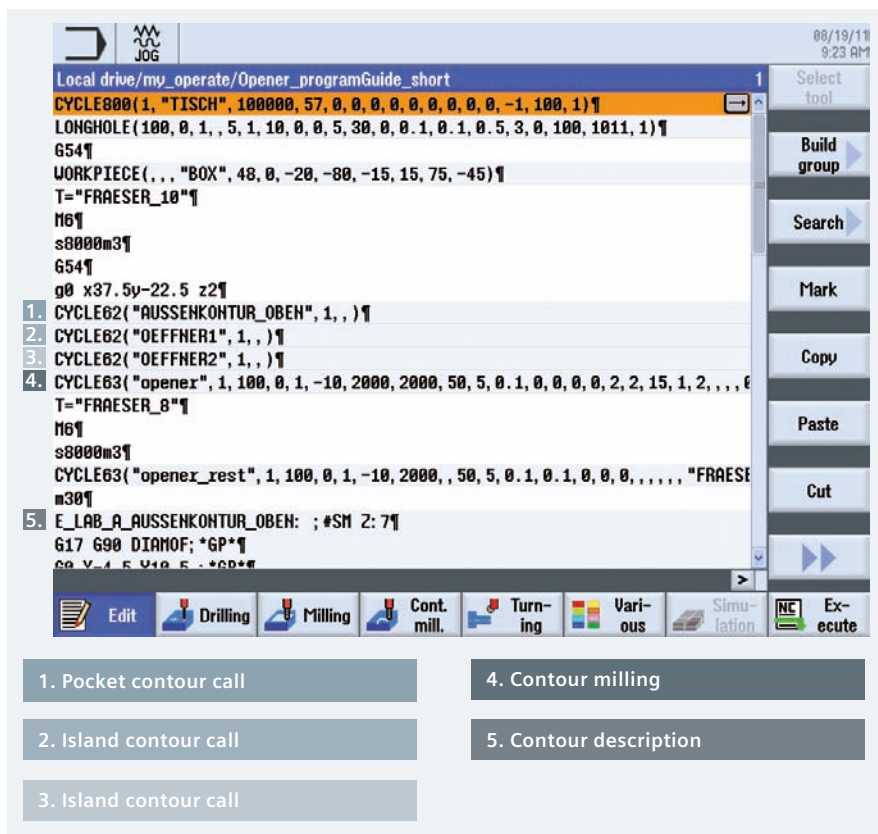 JOG
08/19/11
9:23 AM
Local drive/my_operate/Opener_programGuide_short 1
CYCLE800(1, "TISCH", 100000, 57, 0, 0, 0, 0, 0, 0, 0, 0, 0, -1, 100, 1)¶
LONGHOLE(100, 0, 1, , 5, 1, 10, 0, 0, 5, 30, 0, 0.1, 0.1, 0.5, 3, 0, 100, 1011, 1)¶
G54¶
WORKPIECE(, , , "BOX", 48, 0, -20, -80, -15, 15, 75, -45)¶
T="FRAESER_10"¶
M6¶
s8000m3¶
G54¶
g0 x37.5y-22.5 z2¶
1. CYCLE62("AUSSENKONTUR_OBEN", 1, , )¶
2. CYCLE62("OEFFNER1", 1, , )¶
3. CYCLE62("OEFFNER2", 1, , )¶
4. CYCLE63("opener", 1, 100, 0, 1, -10, 2000, 2000, 50, 5, 0.1, 0, 0, 0, 0, 2, 2, 15, 1, 2, , , ,
T="FRAESER_8"¶
M6¶
s8000m3¶
CYCLE63("opener_rest", 1, 100, 0, 1, -10, 2000, , 50, 5, 0.1, 0.1, 0, 0, 0, , , , , , "FRAESE
m30¶
5. E_LAB_A_AUSSENKONTUR_OBEN: ; #SM Z: 7¶
G17 G90 DIAMOF; *GP*¶
Select tool
Build group
Search
Mark
Copy
Paste
Cut
>
Edit
Drilling
Milling
Cont. mill.
Turn-
ing
Vari-
ous
Simu-
lation
NC
Ex-
ecute
1. Pocket contour call
2. Island contour call
3. Island contour call
4. Contour milling
5. Contour description